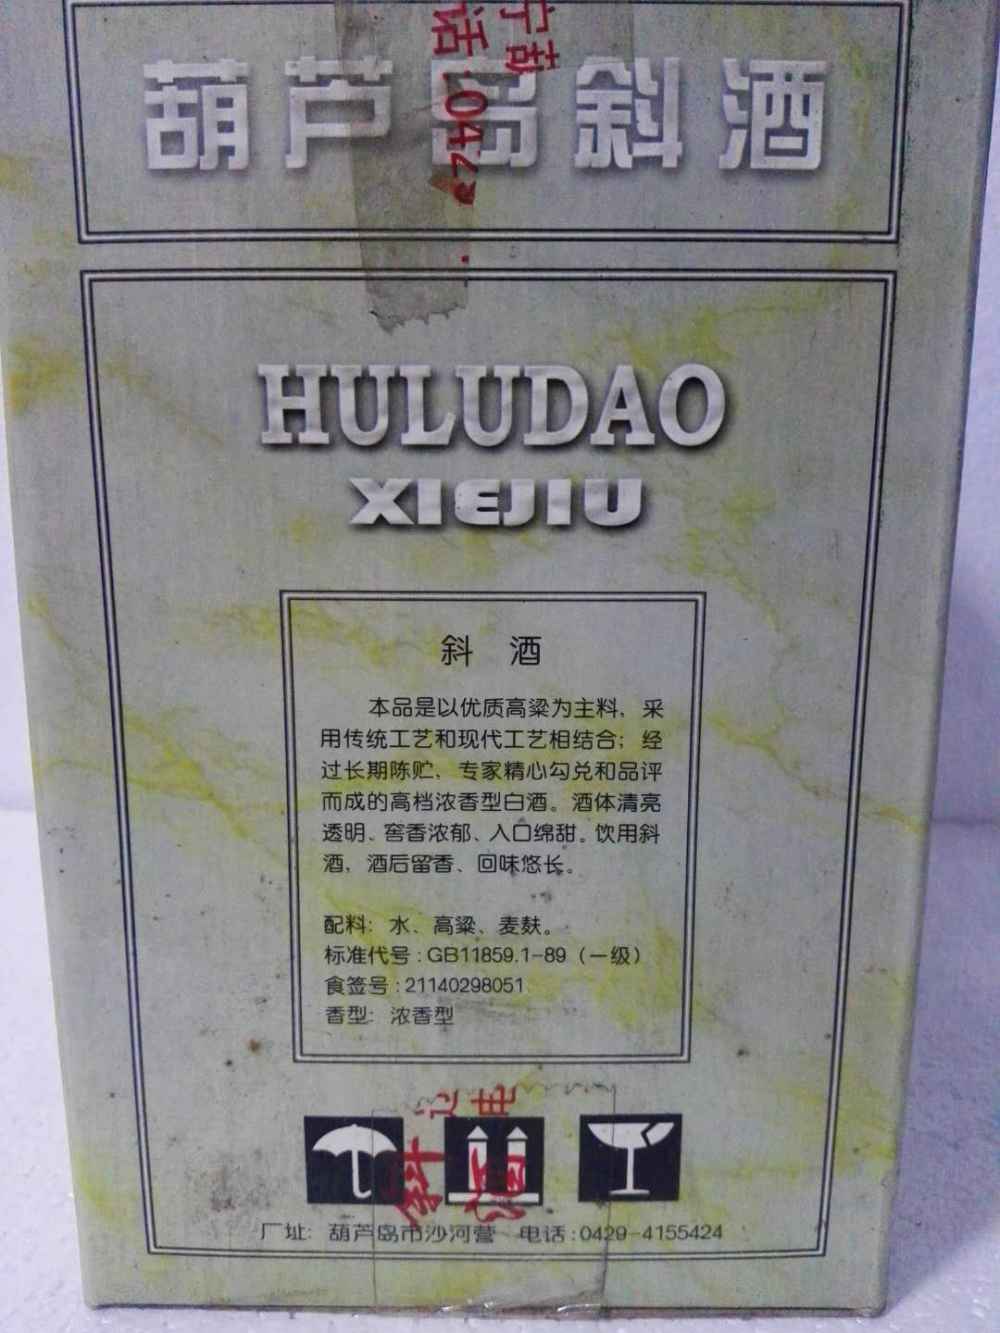 葫芦岛斜酒
HULUDAO
XIEJIU
斜 酒
本品是以优质高粱为主料，采
用传统工艺和现代工艺相结合；经
过长期陈贮、专家精心勾兑和品评
而成的高档浓香型白酒。酒体清亮
透明、窖香浓郁、入口绵甜。饮用斜
酒，酒后留香、回味悠长。
配料：水、高粱、麦麸。
标准代号:GB11859.1-89（一级）
食签号:21140298051
香型：浓香型
斜酒
厂址：葫芦岛市沙河营 电话:0429-4155424